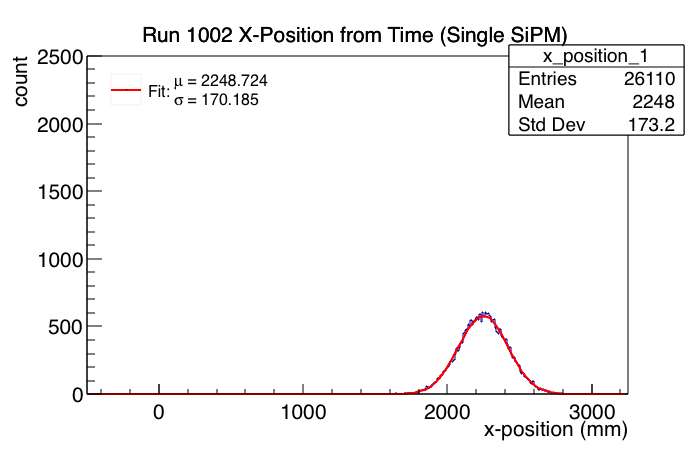 Run 1002 X-Position from Time (Single SiPM)
x_position_1
Entries 26110
Mean 2248
Std Dev 173.2
Fit: μ = 2248.724
σ = 170.185
count
2500
2000
1500
1000
500
0
0 1000 2000 3000
x-position (mm)